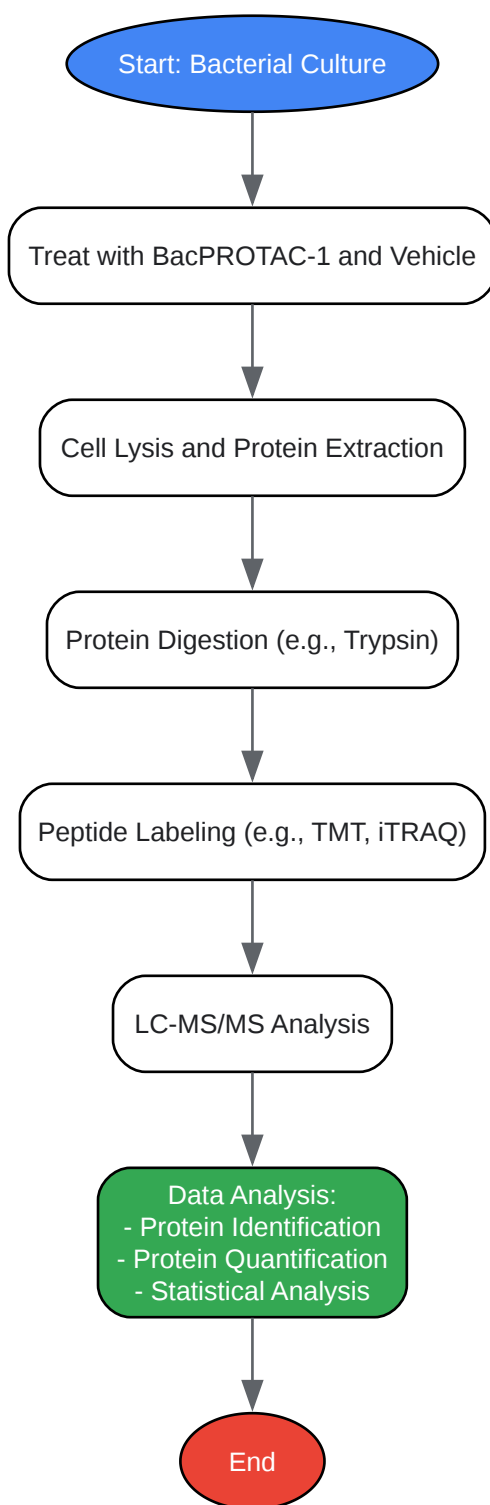 Start: Bacterial Culture
Treat with BacPROTAC-1 and Vehicle
Cell Lysis and Protein Extraction
Protein Digestion (e.g., Trypsin)
Peptide Labeling (e.g., TMT, iTRAQ)
LC-MS/MS Analysis
Data Analysis:
- Protein Identification
- Protein Quantification
- Statistical Analysis
End